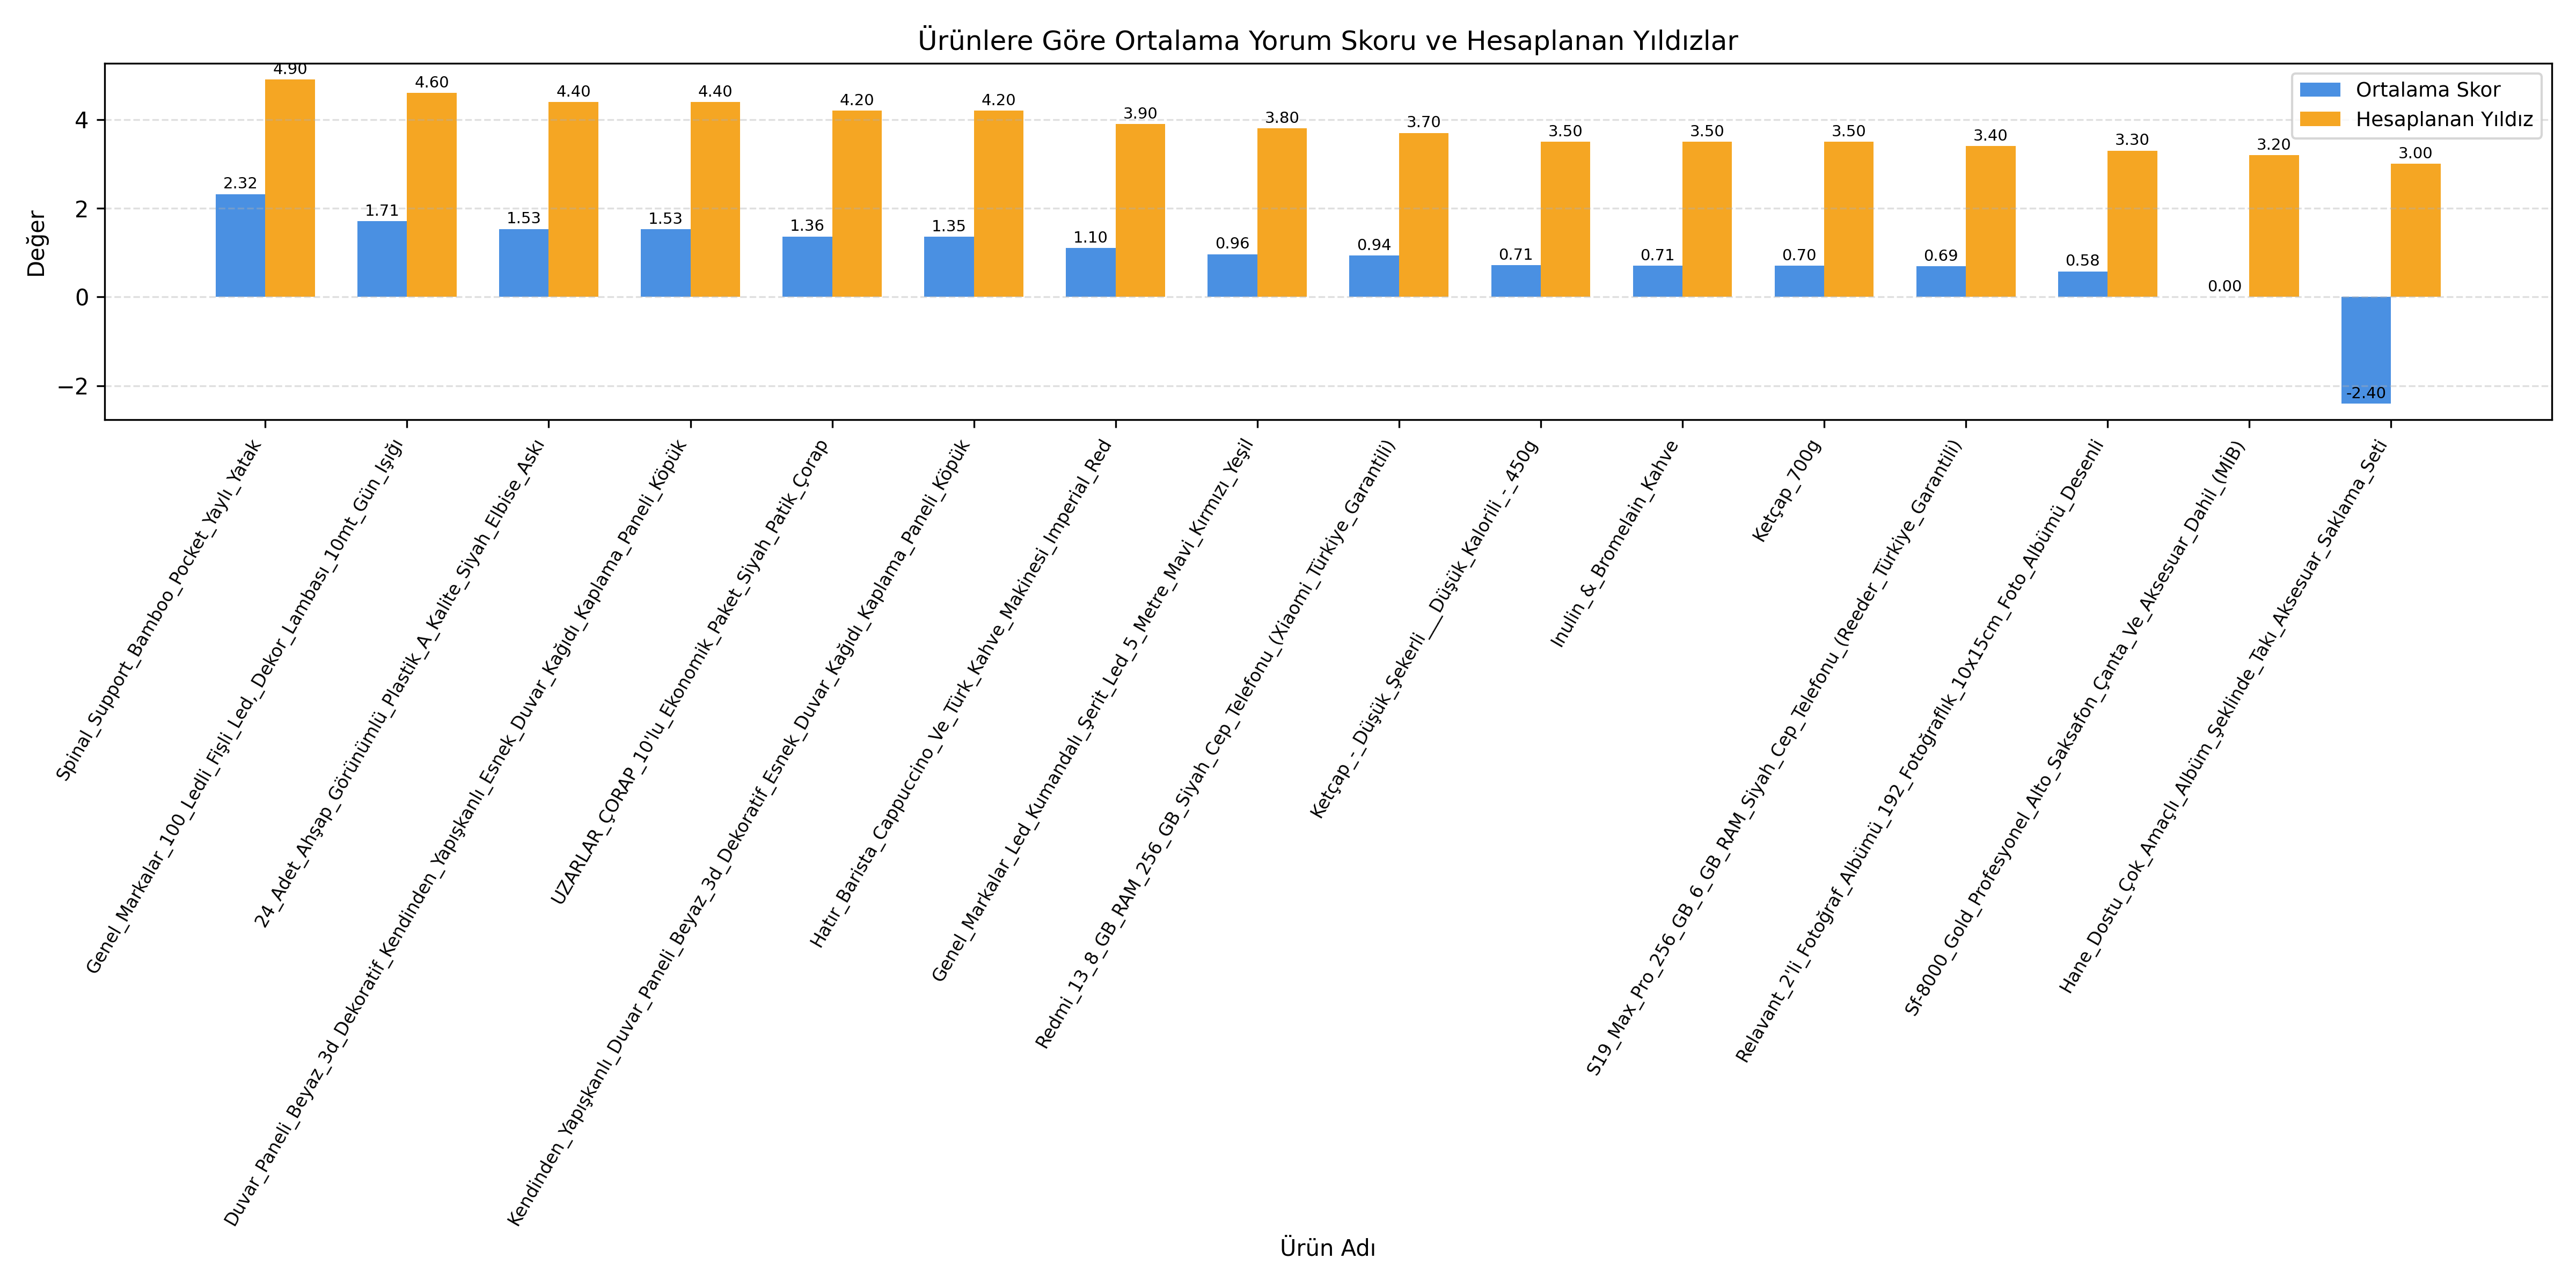 Ürünlere Göre Ortalama Yorum Skoru ve Hesaplanan Yıldızlar
Ortalama Skor
Hesaplanan Yıldız
Değer
4
2
0
−2
2.32
4.90
1.71
4.60
1.53
4.40
1.53
4.40
1.36
4.20
1.35
4.20
1.10
3.90
0.96
3.80
0.94
3.70
0.71
3.50
0.71
3.50
0.70
3.50
0.69
3.40
0.58
3.30
0.00
3.20
-2.40
3.00
Spinal_Support_Bamboo_Pocket_Yaylı_Yatak
Genel_Markalar_100_Ledli_Fişli_Led,_Dekor_Lambası_10mt_Gün_Işığı
24_Adet_Ahşap_Görünümlü_Plastik_A_Kalite_Siyah_Elbise_Askı
Duvar_Paneli_Beyaz_3d_Dekoratif_Kendinden_Yapışkanlı_Esnek_Duvar_Kağıdı_Kaplama_Paneli_Köpük
UZARLAR_ÇORAP_10'lu_Ekonomik_Paket_Siyah_Patik_Çorap
Kendinden_Yapışkanlı_Duvar_Paneli_Beyaz_3d_Dekoratif_Esnek_Duvar_Kağıdı_Kaplama_Paneli_Köpük
Hatır_Barista_Cappuccino_Ve_Türk_Kahve_Makinesi_Imperial_Red
Genel_Markalar_Led_Kumandalı_Şerit_Led_5_Metre_Mavi_Kırmızı_Yeşil
Redmi_13_8_GB_RAM_256_GB_Siyah_Cep_Telefonu_(Xiaomi_Türkiye_Garantili)
Ketçap_-_Düşük_Şekerli___Düşük_Kalorili_-_450g
Inulin_&_Bromelain_Kahve
Ketçap_700g
S19_Max_Pro_256_GB_6_GB_RAM_Siyah_Cep_Telefonu_(Reeder_Türkiye_Garantili)
Relavant_2'li_Fotoğraf_Albümü_192_Fotoğraflık_10x15cm_Foto_Albümü_Desenli
Sf-8000_Gold_Profesyonel_Alto_Saksafon_Çanta_Ve_Aksesuar_Dahil_(MIB)
Hane_Dostu_Çok_Amaçlı_Albüm_Şeklinde_Takı_Aksesuar_Saklama_Seti
Ürün Adı